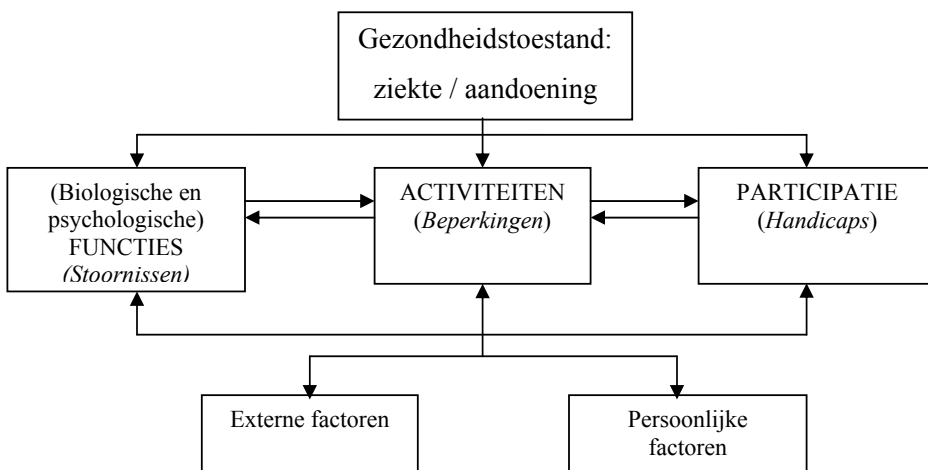 Gezondheidstoestand:
ziekte / aandoening
(Biologische en
psychologische)
FUNCTIES
(Stoornissen)
ACTIVITEITEN
(Beperkingen)
PARTICIPATIE
(Handicaps)
Externe factoren
Persoonlijke
factoren